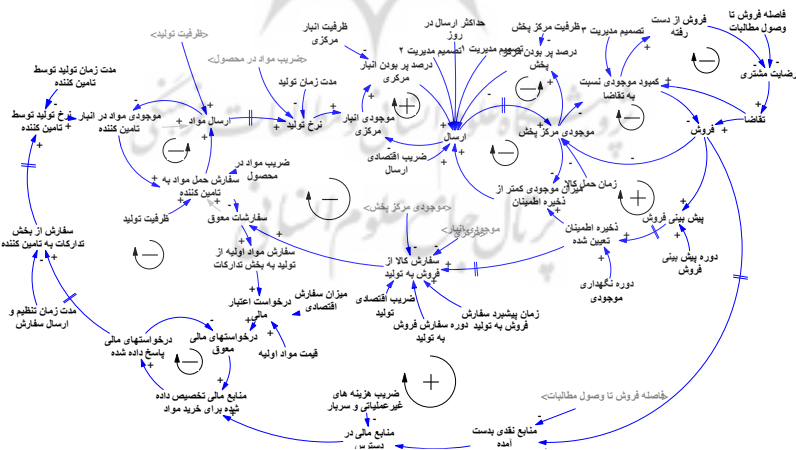 فاصله فروش تا
وصول مطالبات
فروش از دست
رفته
تصمیم مدیریت ۳
ظرفیت مرکز پخش
حداکثر ارسال در
روز
ظرفیت انبار
مرکزی
<ظرفیت تولید>
تصمیم مدیریت ۱
تصمیم مدیریت ۲
درصد پر بودن مرکز
پخش
درصد پر بودن انبار
مرکزی
<ضریب مواد در محصول>
مدت زمان تولید توسط
تامین کننده
رضایت مشتری
کمبود موجودی نسبت
به تقاضا
مدت زمان تولید
تقاضا
فروش
موجودی مرکز پخش
ارسال
موجودی انبار
مرکزی
نرخ تولید
ارسال مواد
موجودی مواد در انبار
تامین کننده
نرخ تولید توسط
تامین کننده
ضریب اقتصادی
ارسال
ضریب مواد در
محصول
سفارش حمل مواد به
تامین کننده
زمان حمل کالا
میزان موجودی کمتر از
ذخیره اطمینان
ظرفیت تولید
سفارشات معوق
<موجودی مرکز پخش>
پیش بینی فروش
ذخیره اطمینان
تعیین شده
<موجودی انبار
مرکزی>
سفارش از بخش
تدارکات به تامین کننده
سفارش مواد اولیه از
تولید به بخش تدارکات
سفارش کالا از
فروش به تولید
دوره پیش بینی
فروش
دوره نگهداری
موجودی
درخواست اعتبار
مالی
میزان سفارش
اقتصادی
ضریب اقتصادی
تولید
دوره سفارش فروش
به تولید
زمان پیشبرد سفارش
فروش به تولید
مدت زمان تنظیم و
ارسال سفارش
درخواستهای مالی
پاسخ داده شده
درخواستهای مالی
معوق
قیمت مواد اولیه
منابع مالی تخصیص داده
شده برای خرید مواد
ضریب هزینه های
غیرعملیاتی و سربار
<فاصله فروش تا وصول مطالبات>
منابع مالی در
دسترس
منابع نقدی بدست
آمده